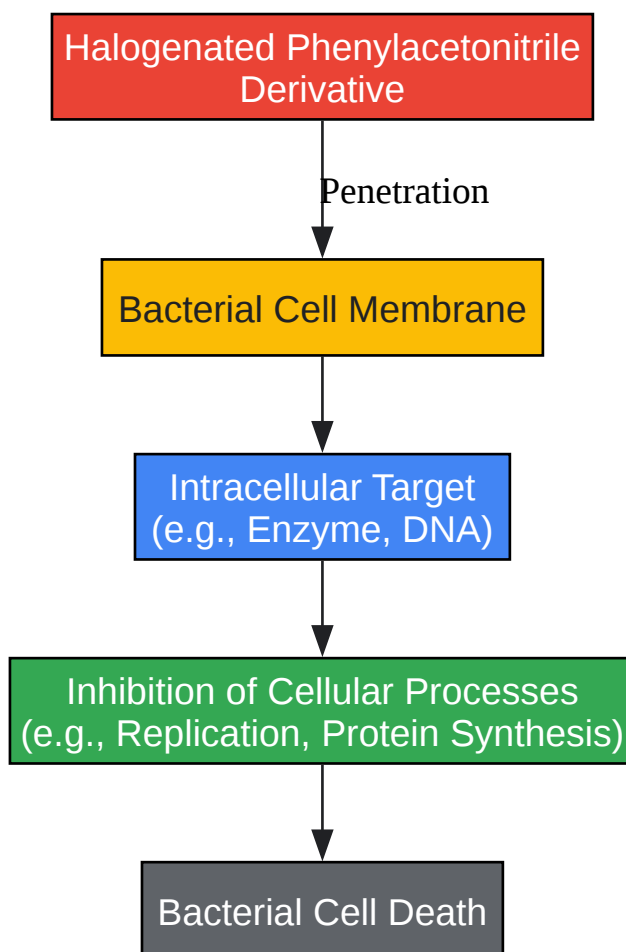 Halogenated Phenylacetonitrile
Derivative
Penetration
Bacterial Cell Membrane
Intracellular Target
(e.g., Enzyme, DNA)
Inhibition of Cellular Processes
(e.g., Replication, Protein Synthesis)
Bacterial Cell Death